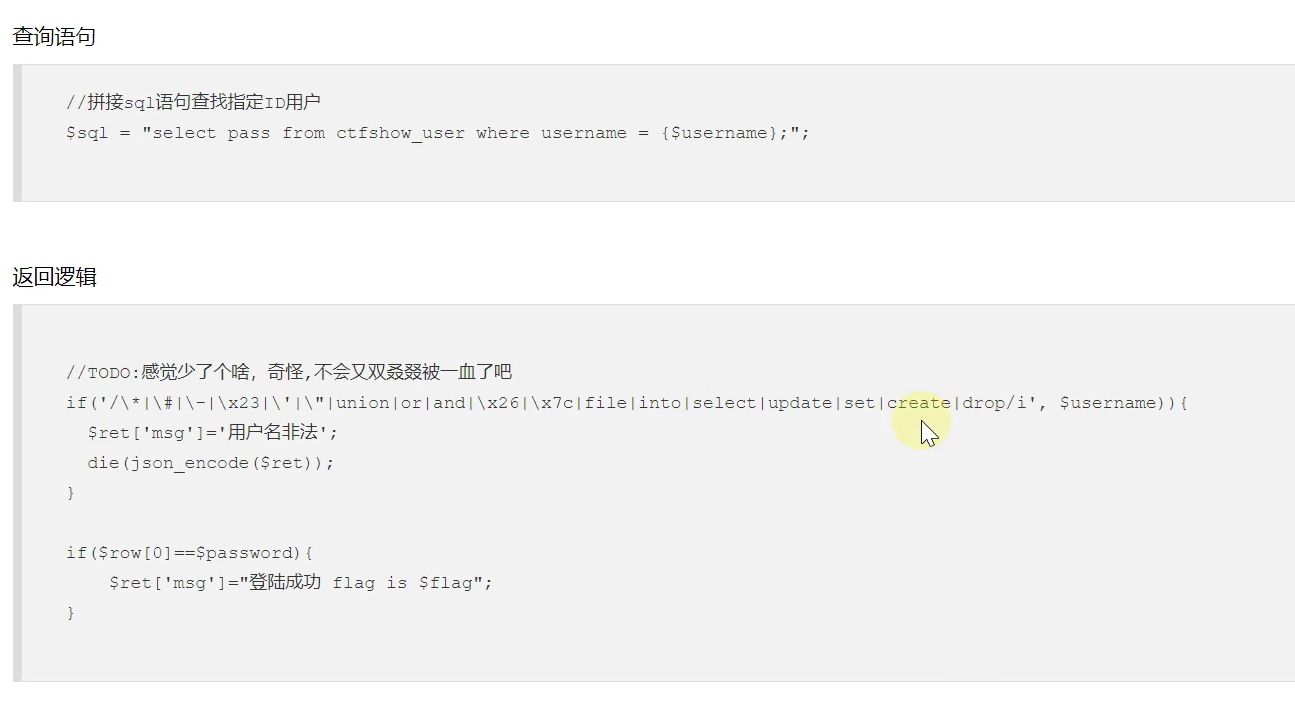 查询语句
//拼接sql语句查找指定ID用户
$sql = "select pass from ctfshow_user where username = {$username};";
返回逻辑
//TODO:感觉少了个啥，奇怪,不会又双叒叕被一血了吧
if('/\*|\#|\-|\x23|\'|\"|union|or|and|\x26|\x7c|file|into|select|update|set|create|drop/i', $username)){
$ret['msg']='用户名非法';
die(json_encode($ret));
}
if($row[0]==$password){
$ret['msg']="登陆成功 flag is $flag";
}